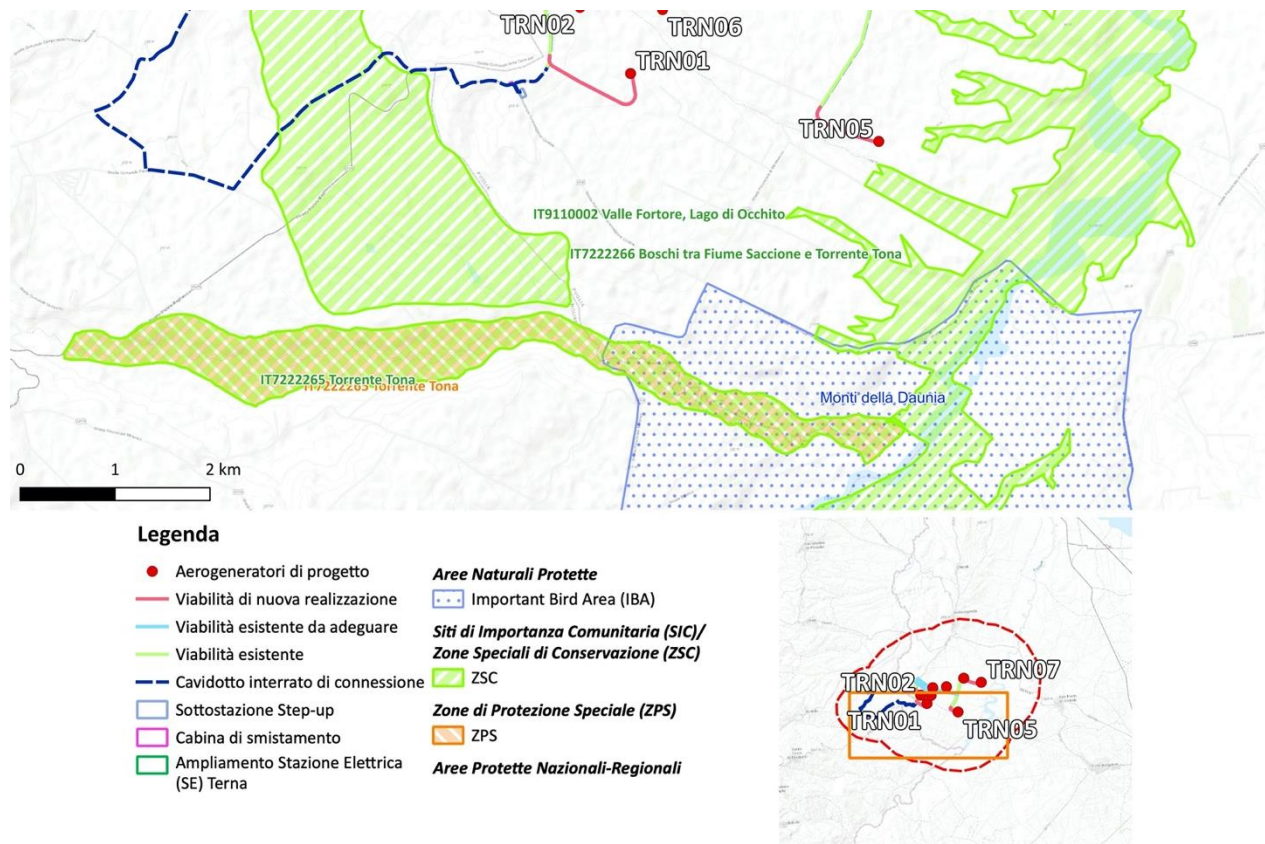 TRN02
TRN06
TRN01
TRN05
IT9110002 Valle Fortore, Lago di Occhito
IT7222266 Boschi tra Fiume Saccione e Torrente Tona
IT7222265 Torrente Tona
IT7222265 Torrente Tona
Monti della Daunia
0 1 2 km
Legenda
Aerogeneratori di progetto
Viabilità di nuova realizzazione
Viabilità esistente da adeguare
Viabilità esistente
Cavidotto interrato di connessione
Sottostazione Step-up
Cabina di smistamento
Ampliamento Stazione Elettrica
(SE) Terna
Aree Naturali Protette
Important Bird Area (IBA)
Siti di Importanza Comunitaria (SIC)/
Zone Speciali di Conservazione (ZSC)
ZSC
Zone di Protezione Speciale (ZPS)
ZPS
Aree Protette Nazionali-Regionali
TRN02
TRN07
TRN01
TRN05